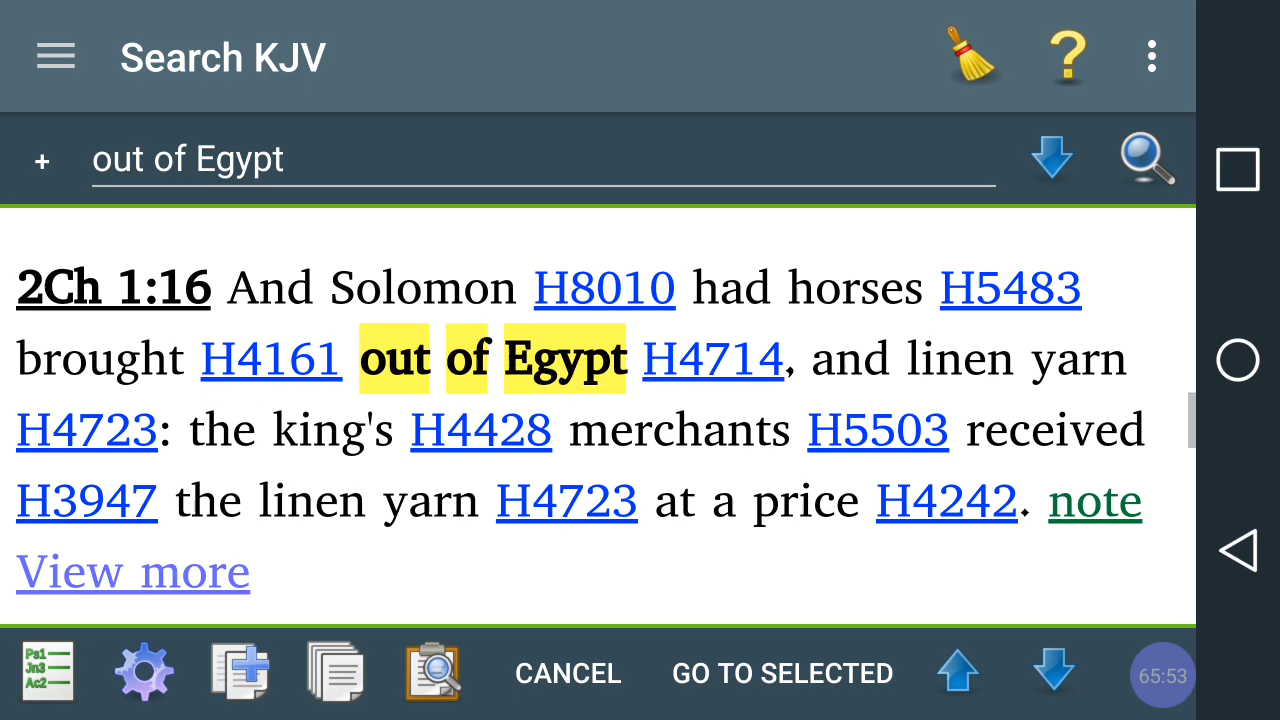 Search KJV
?
+ out of Egypt
2Ch 1:16 And Solomon H8010 had horses H5483
brought H4161 out of Egypt H4714, and linen yarn
H4723: the king's H4428 merchants H5503 received
H3947 the linen yarn H4723 at a price H4242. note
View more
Ps1
Jn3
Ac2
CANCEL GO TO SELECTED
65:53